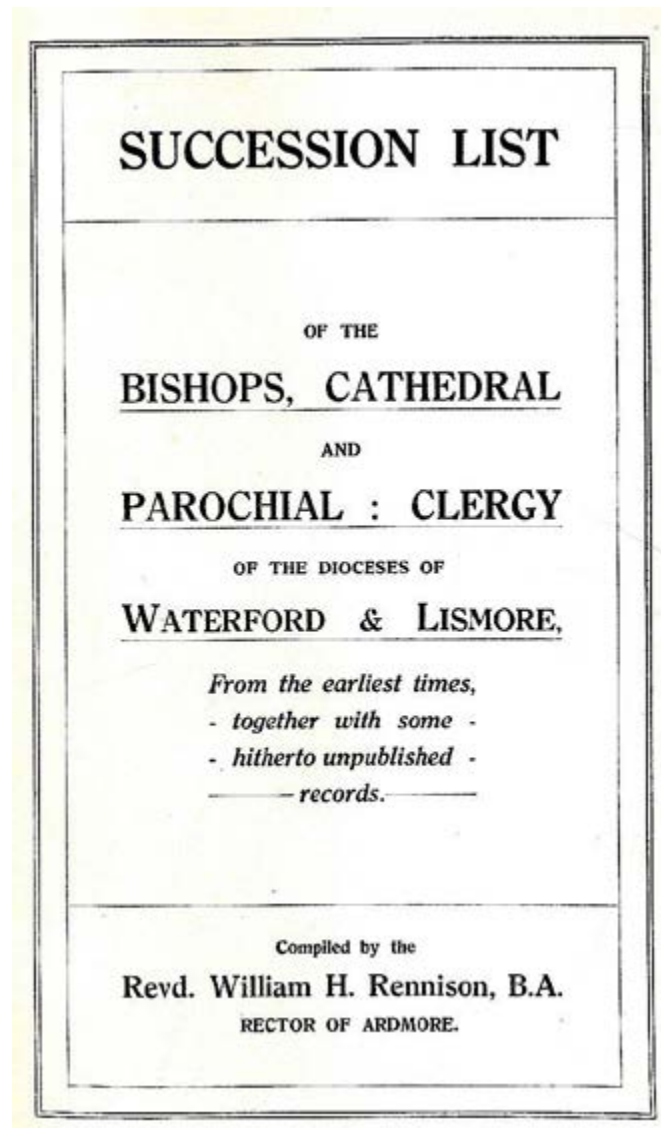 SUCCESSION LIST
OF THE
BISHOPS, CATHEDRAL
AND
PAROCHIAL : CLERGY
OF THE DIOCESES OF
WATERFORD & LISMORE,
From the earliest times,
- together with some -
- hitherto unpublished -
—— records. ——
Compiled by the
Revd. William H. Rennison, B.A.
RECTOR OF ARDMORE.